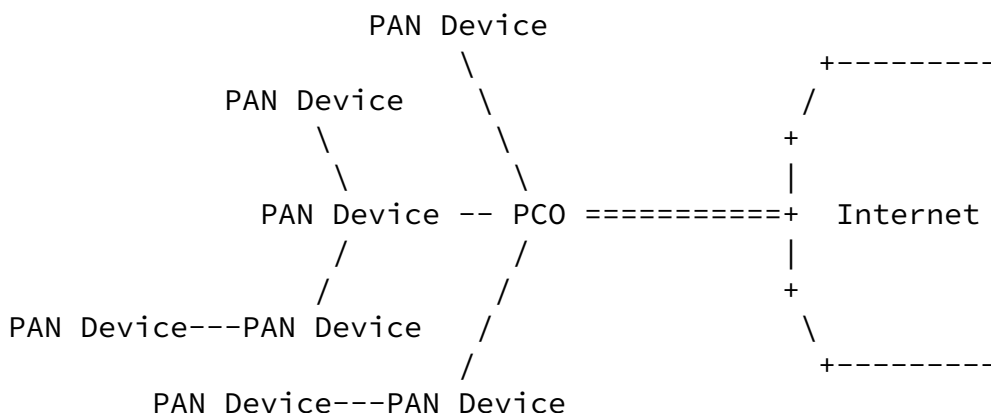 PAN Device
PAN Device
PAN Device -- PCO ===========+ Internet
PAN Device---PAN Device
PAN Device---PAN Device